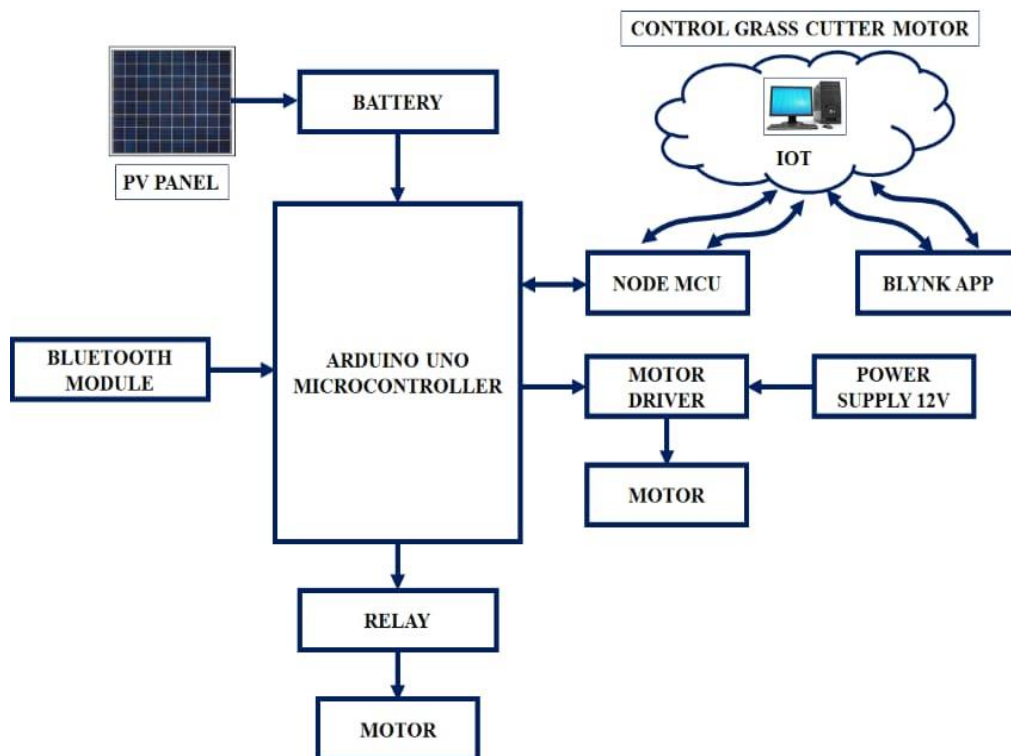 CONTROL GRASS CUTTER MOTOR
BATTERY
IOT
PV PANEL
NODE MCU
BLYNK APP
BLUETOOTH
MODULE
ARDUINO UNO
MICROCONTROLLER
MOTOR
DRIVER
POWER
SUPPLY 12V
MOTOR
RELAY
MOTOR